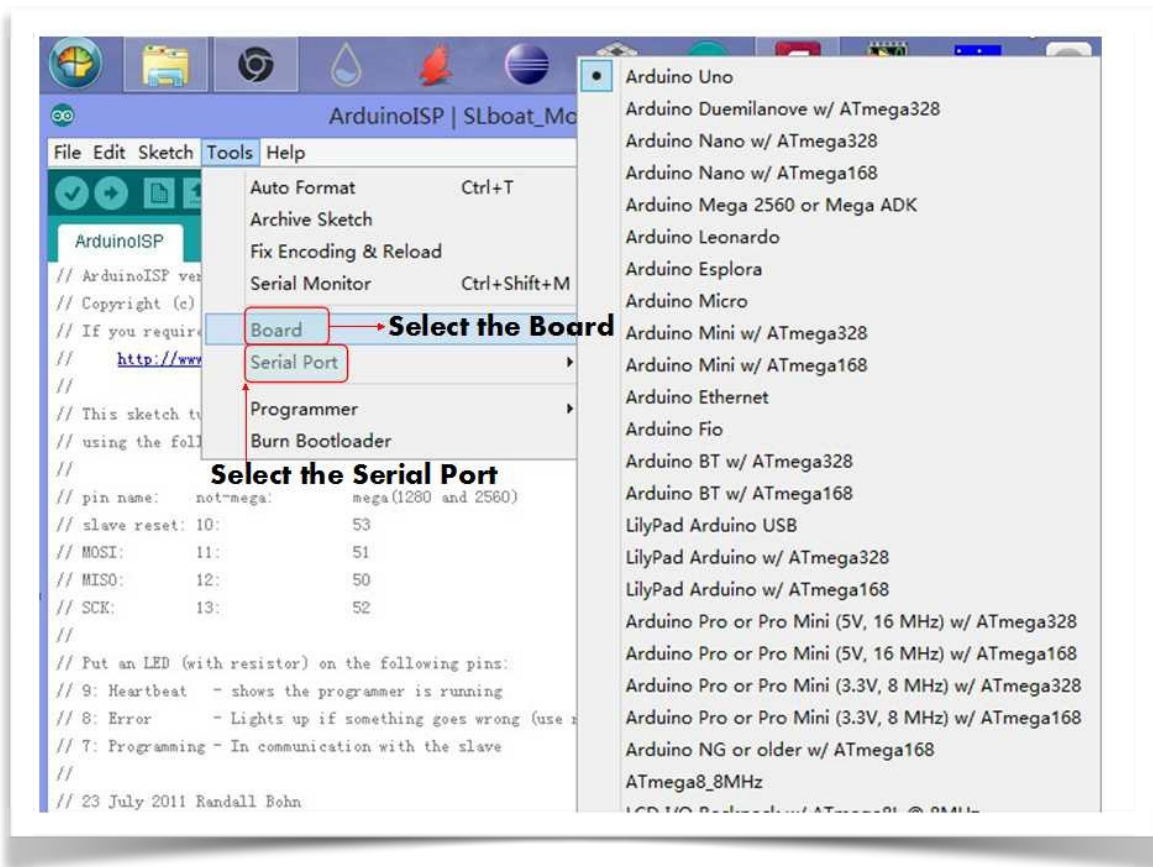 ArduinoISP | SLboat_Mo
File Edit Sketch Tools Help
ArduinoISP
// ArduinoISP ver
// Copyright (c)
// If you require
// http://www
//
// This sketch tu
// using the foll
//
// pin name: not-mega: mega(1280 and 2560)
// slave reset: 10: 53
// MOSI: 11: 51
// MISO: 12: 50
// SCK: 13: 52
//
// Put an LED (with resistor) on the following pins:
// 9: Heartbeat - shows the programmer is running
// 8: Error - Lights up if something goes wrong (use
// 7: Programming - In communication with the slave
//
// 23 July 2011 Randall Bohn
Auto Format Ctrl+T
Archive Sketch
Fix Encoding & Reload
Serial Monitor Ctrl+Shift+M
Board
Select the Board
Serial Port
Programmer
Burn Bootloader
Select the Serial Port
Arduino Uno
Arduino Duemilanove w/ ATmega328
Arduino Nano w/ ATmega328
Arduino Nano w/ ATmega168
Arduino Mega 2560 or Mega ADK
Arduino Leonardo
Arduino Esplora
Arduino Micro
Arduino Mini w/ ATmega328
Arduino Mini w/ ATmega168
Arduino Ethernet
Arduino Fio
Arduino BT w/ ATmega328
Arduino BT w/ ATmega168
LilyPad Arduino USB
LilyPad Arduino w/ ATmega328
LilyPad Arduino w/ ATmega168
Arduino Pro or Pro Mini (5V, 16 MHz) w/ ATmega328
Arduino Pro or Pro Mini (5V, 16 MHz) w/ ATmega168
Arduino Pro or Pro Mini (3.3V, 8 MHz) w/ ATmega328
Arduino Pro or Pro Mini (3.3V, 8 MHz) w/ ATmega168
Arduino NG or older w/ ATmega168
ATmega8_8MHz